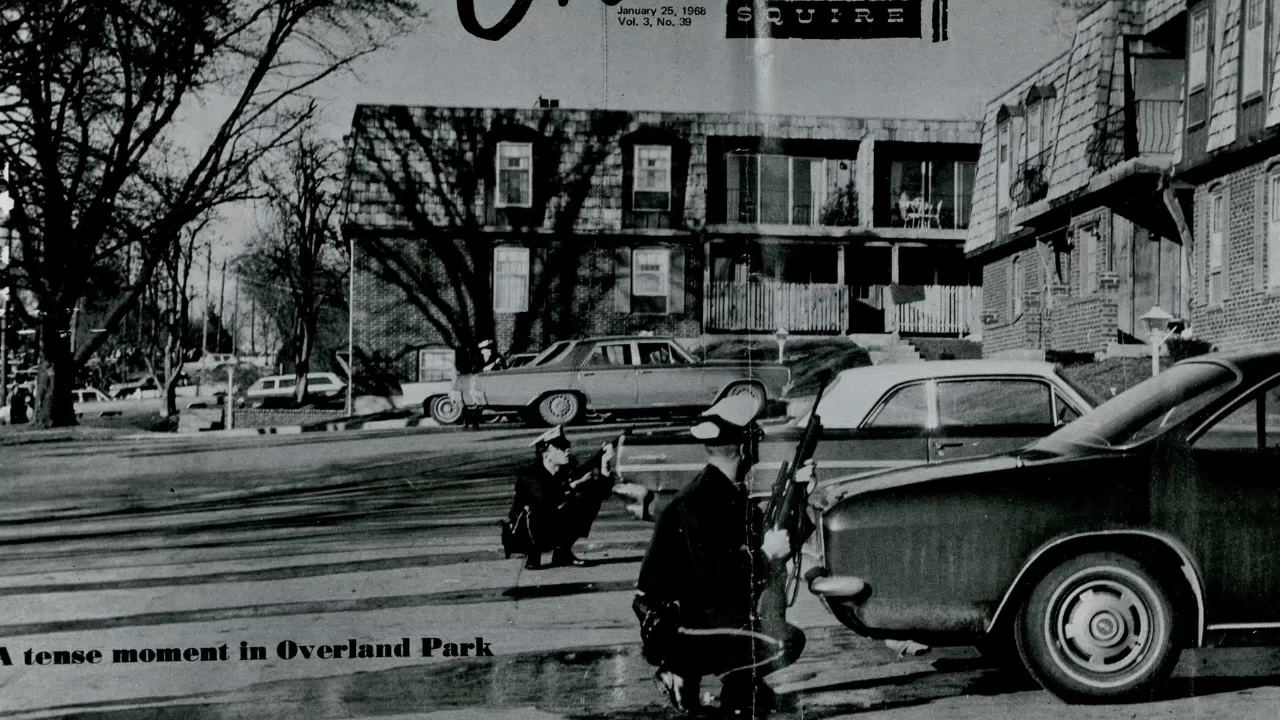 January 25, 1968
Vol. 3, No. 39
SQUIRE
A tense moment in Overland Park